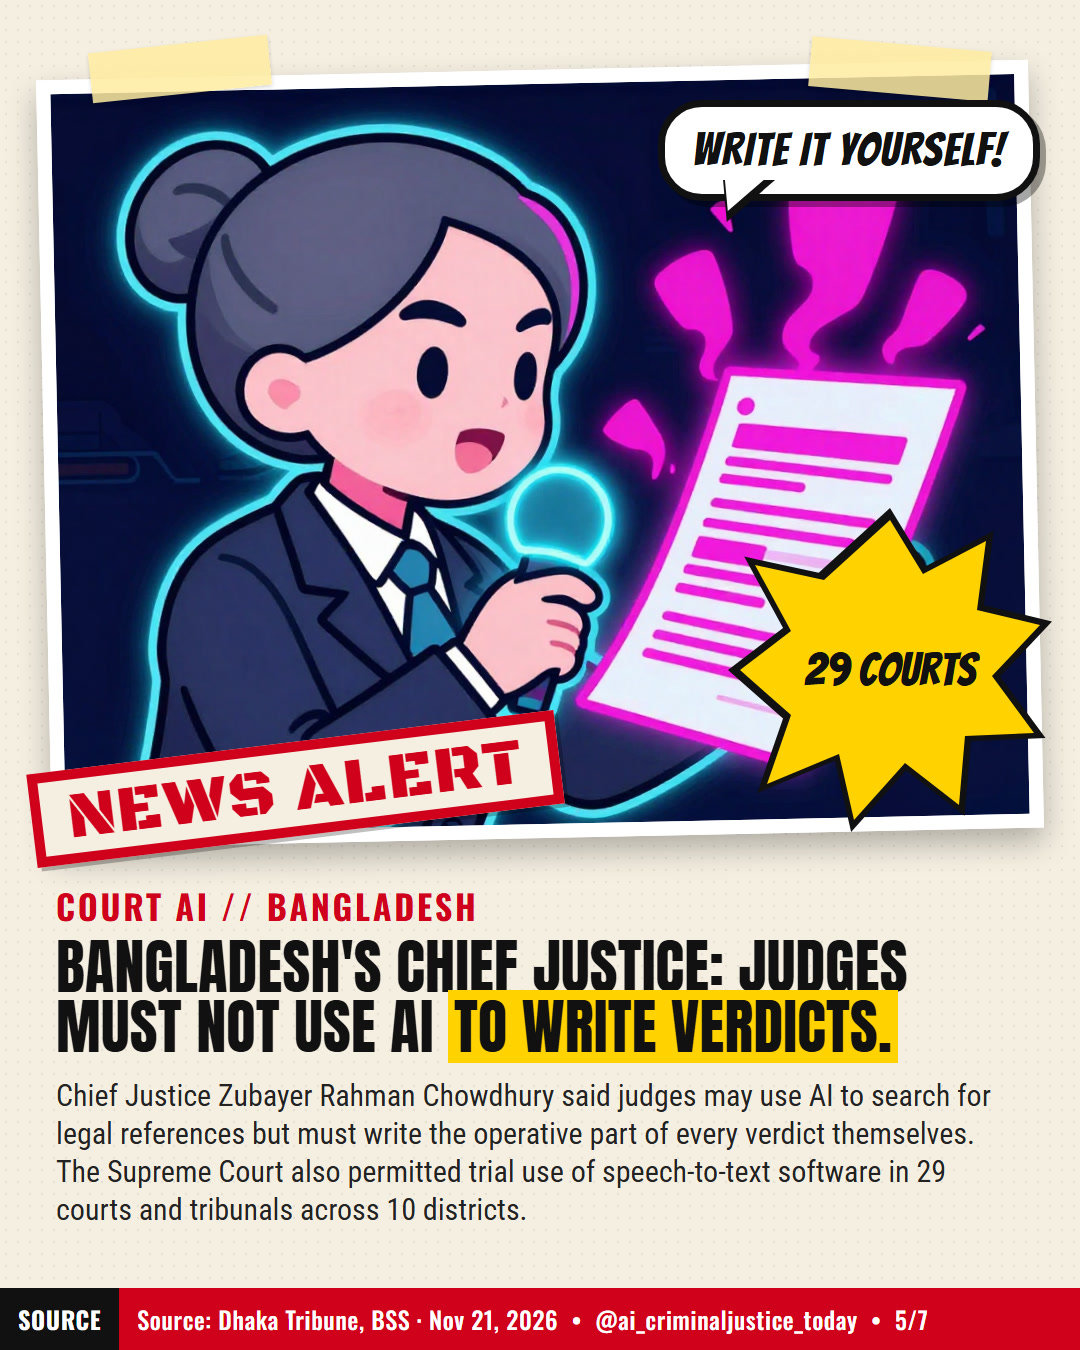 WRITE IT YOURSELF!
29 COURTS
NEWS ALERT
COURT AI // BANGLADESH
BANGLADESH'S CHIEF JUSTICE: JUDGES
MUST NOT USE AI TO WRITE VERDICTS.
Chief Justice Zubayer Rahman Chowdhury said judges may use AI to search for
legal references but must write the operative part of every verdict themselves.
The Supreme Court also permitted trial use of speech-to-text software in 29
courts and tribunals across 10 districts.
SOURCE Source: Dhaka Tribune, BSS · Nov 21, 2026 • @ai_criminaljustice_today • 5/7